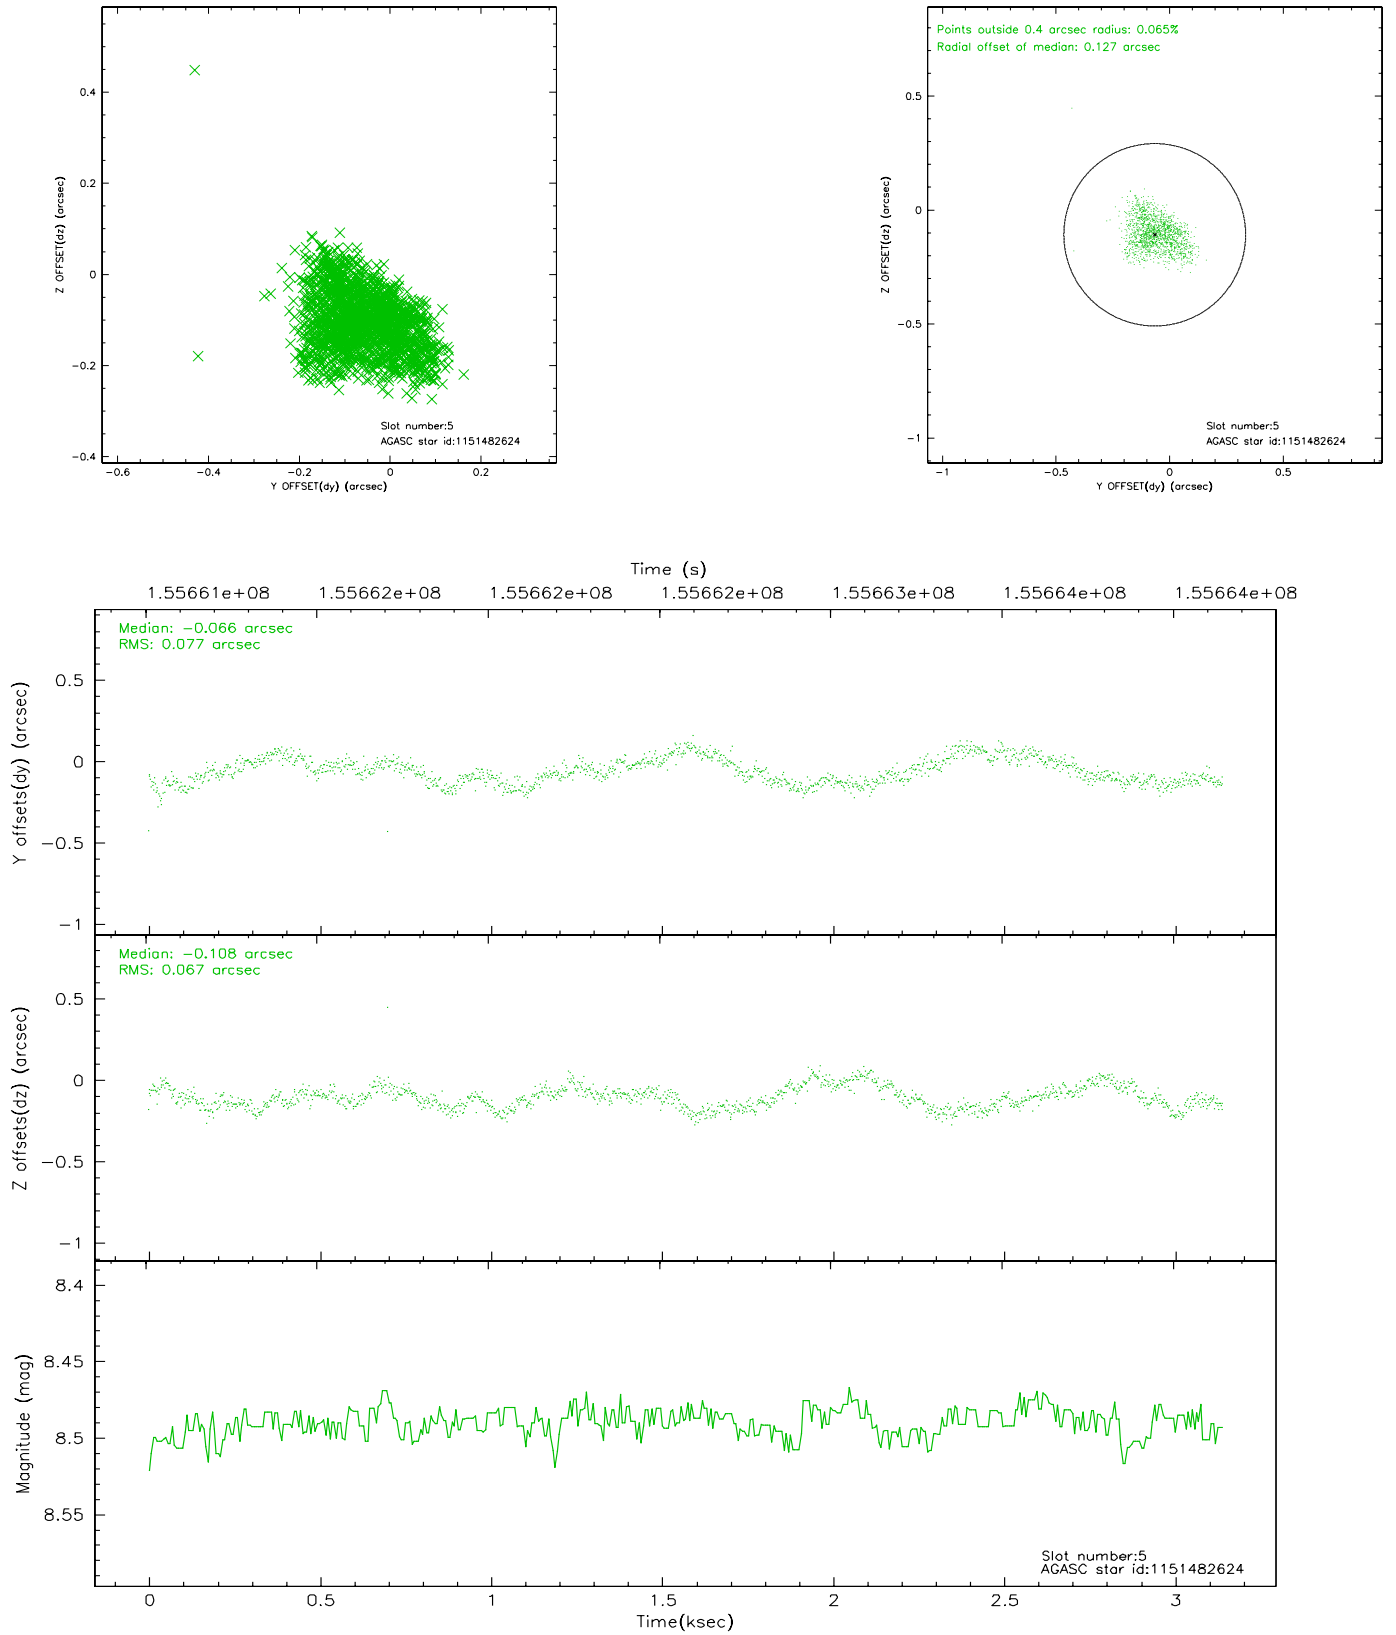 0.4
0.2
0
−0.2
−0.4
−0.6
−0.4
−0.2
0
0.2
Z OFFSET(dz) (arcsec)
Y OFFSET(dy) (arcsec)
Slot number:5
AGASC star id:1151482624
Points outside 0.4 arcsec radius: 0.065%
Radial offset of median: 0.127 arcsec
0.5
0
−0.5
−1
−1
−0.5
0
0.5
Z OFFSET(dz) (arcsec)
Y OFFSET(dy) (arcsec)
Slot number:5
AGASC star id:1151482624
Time (s)
1.55661e+08 1.55662e+08 1.55662e+08 1.55662e+08 1.55663e+08 1.55664e+08 1.55664e+08
Median: −0.066 arcsec
RMS: 0.077 arcsec
0.5
0
−0.5
−1
Y offsets(dy) (arcsec)
Median: −0.108 arcsec
RMS: 0.067 arcsec
0.5
0
−0.5
−1
Z offsets(dz) (arcsec)
8.4
8.45
8.5
8.55
Magnitude (mag)
Slot number:5
AGASC star id:1151482624
0 0.5 1 1.5 2 2.5 3
Time(ksec)